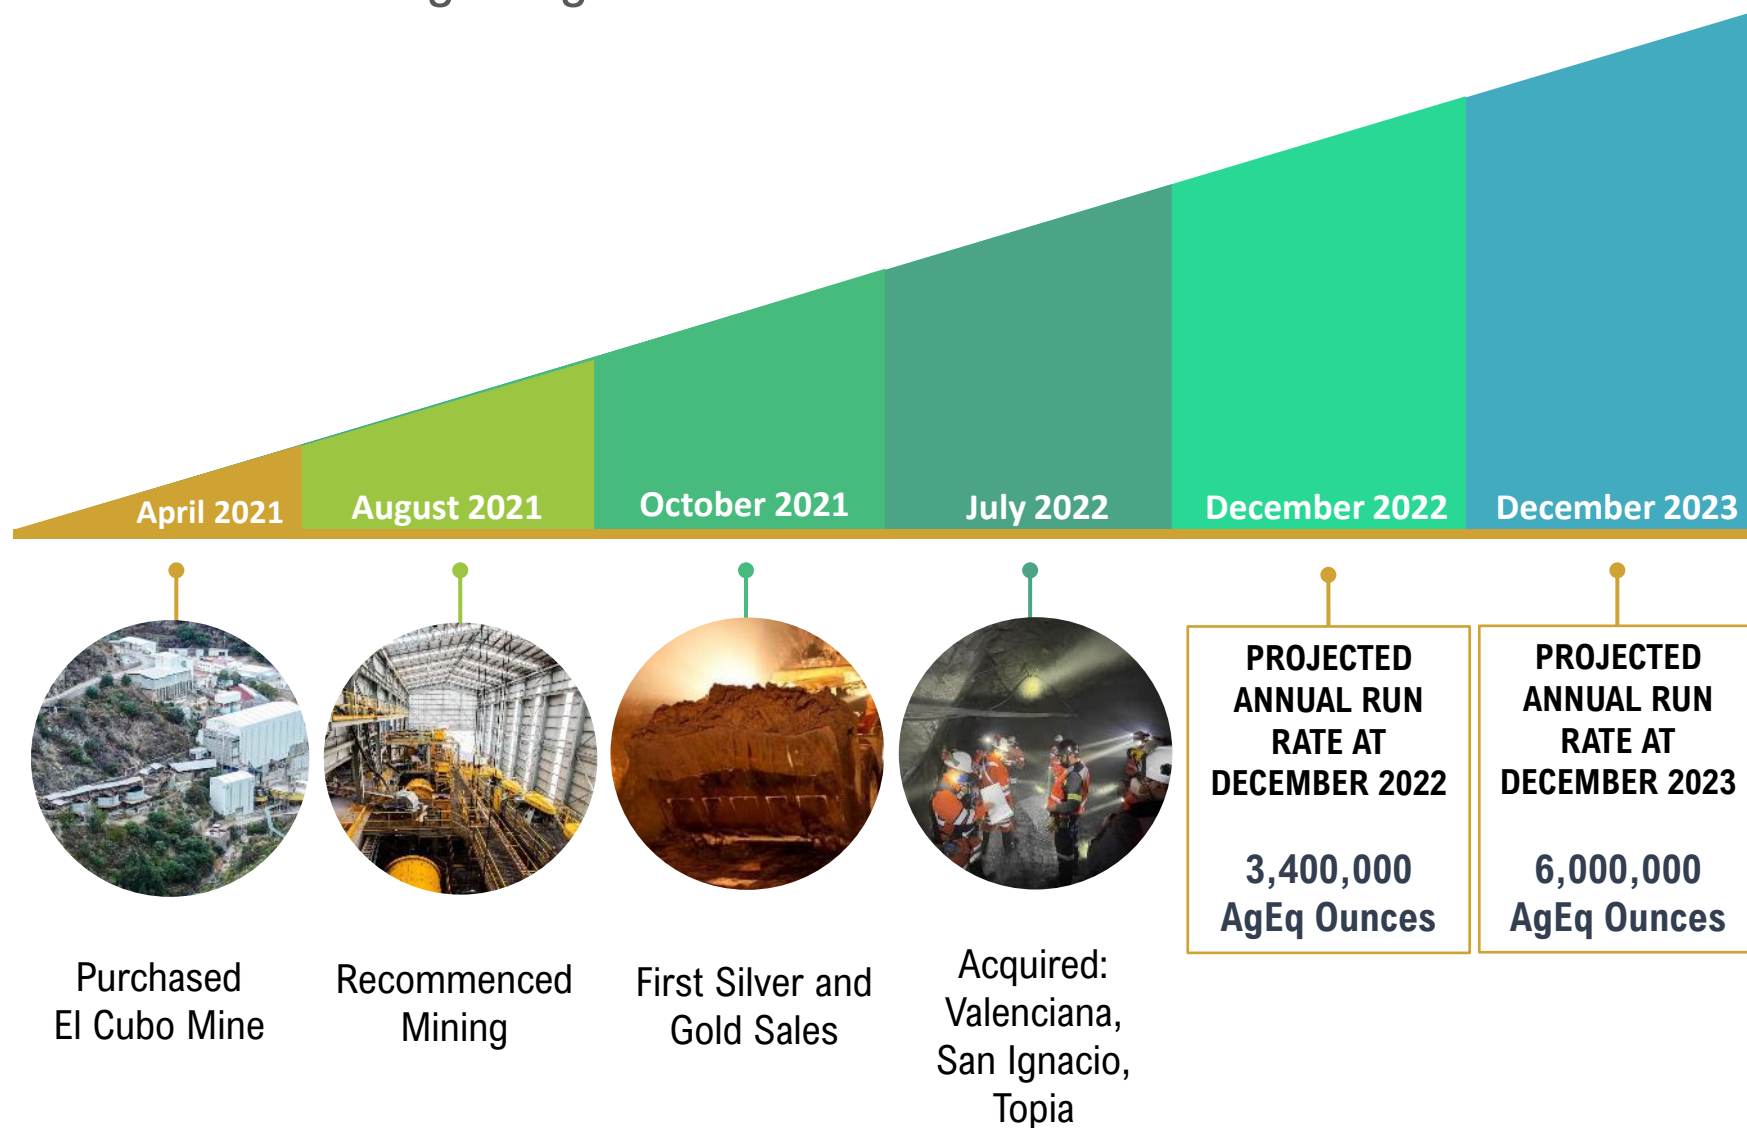 April 2021
August 2021
October 2021
July 2022
December 2022
December 2023
Purchased
El Cubo Mine
Recommenced
Mining
First Silver and
Gold Sales
Acquired:
Valenciana,
San Ignacio,
Topia
PROJECTED
ANNUAL RUN
RATE AT
DECEMBER 2022
3,400,000
AgEq Ounces
PROJECTED
ANNUAL RUN
RATE AT
DECEMBER 2023
6,000,000
AgEq Ounces